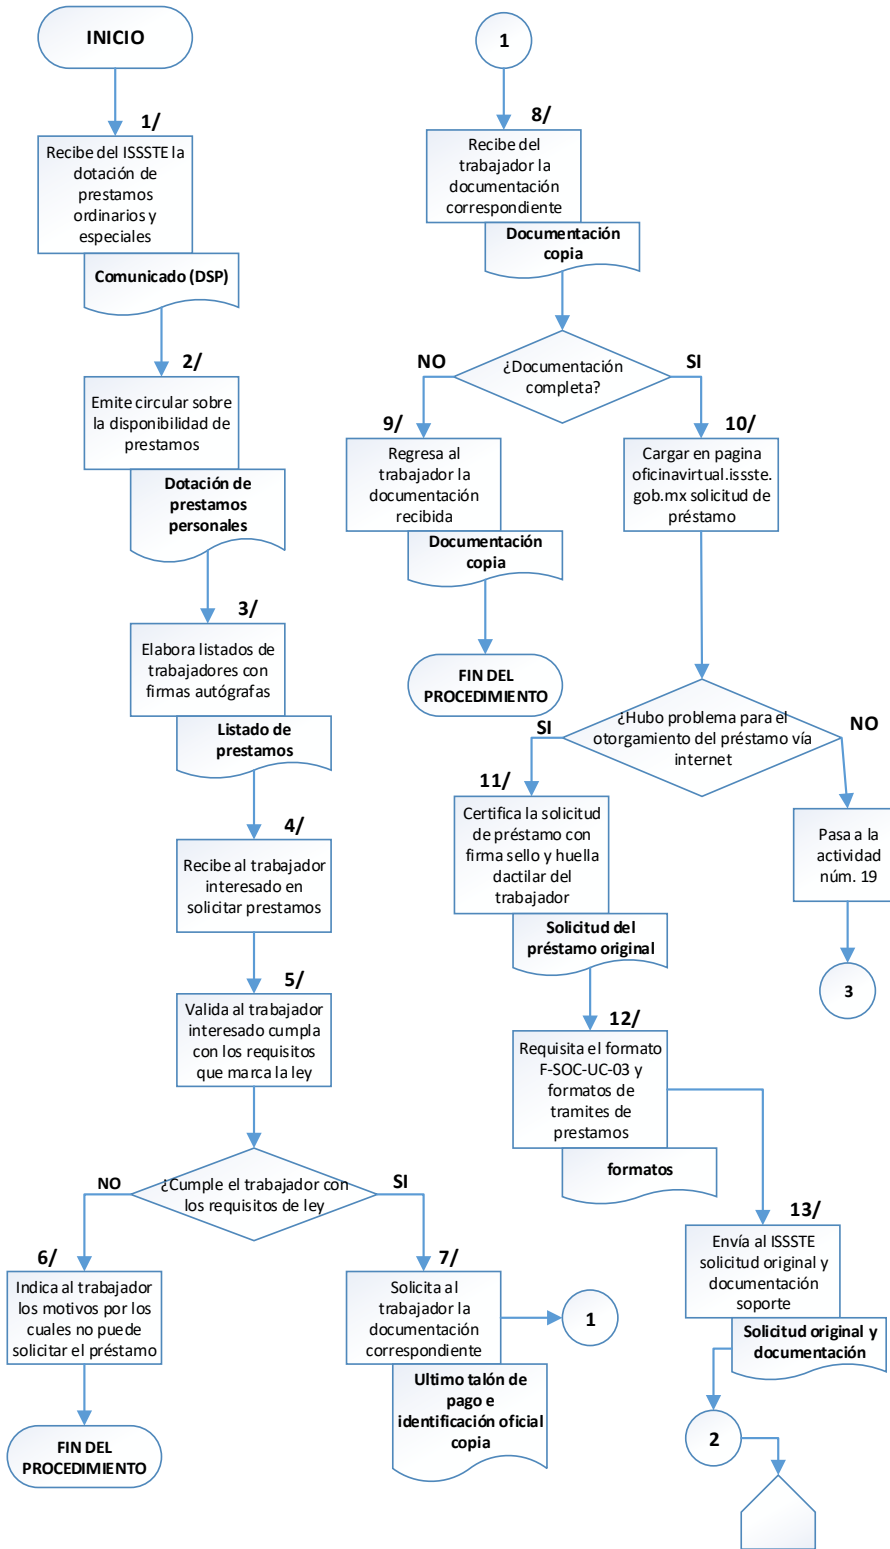 INICIO
1/
Recibe del ISSSTE la
dotación de
prestamos
ordinarios y
especiales
Comunicado (DSP)
2/
Emite circular sobre
la disponibilidad de
prestamos
Dotación de
prestamos
personales
3/
Elabora listados de
trabajadores con
firmas autógrafas
Listado de
prestamos
4/
Recibe al trabajador
interesado en
solicitar prestamos
5/
Valida al trabajador
interesado cumpla
con los requisitos
que marca la ley
¿Cumple el trabajador con
los requisitos de ley
NO
SI
6/
Indica al trabajador
los motivos por los
cuales no puede
solicitar el préstamo
FIN DEL
PROCEDIMIENTO
7/
Solicita al
trabajador la
documentación
correspondiente
Ultimo talón de
pago e
identificación oficial
copia
1
1
8/
Recibe del
trabajador la
documentación
correspondiente
Documentación
copia
¿Documentación
completa?
NO
SI
9/
Regresa al
trabajador la
documentación
recibida
Documentación
copia
FIN DEL
PROCEDIMIENTO
10/
Cargar en pagina
oficinavirtual.issste.
gob.mx solicitud de
préstamo
¿Hubo problema para el
otorgamiento del préstamo vía
internet
SI
NO
11/
Certifica la solicitud
de préstamo con
firma sello y huella
dactilar del
trabajador
Solicitud del
préstamo original
Pasa a la
actividad
núm. 19
3
12/
Requisita el formato
F-SOC-UC-03 y
formatos de
tramites de
prestamos
formatos
13/
Envía al ISSSTE
solicitud original y
documentación
soporte
Solicitud original y
documentación
2